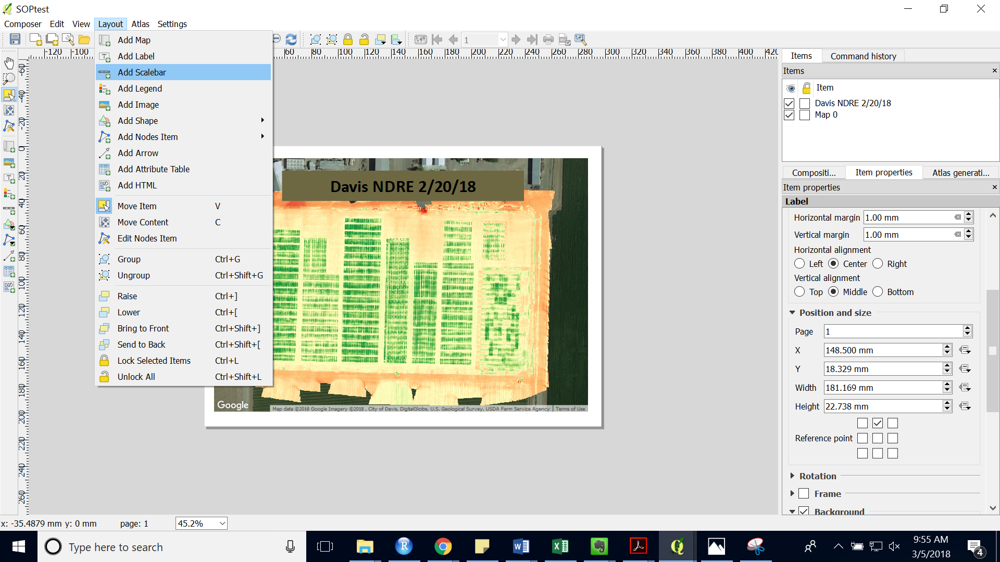 SOPtest
Composer Edit View Layout Atlas Settings
1
Add Map
Add Label
Add Scalebar
Add Legend
Add Image
Add Shape
Add Nodes Item
Add Arrow
Add Attribute Table
Add HTML
Move Item V
Move Content C
Edit Nodes Item
Group Ctrl+G
Ungroup Ctrl+Shift+G
Raise Ctrl+]
Lower Ctrl+[
Bring to Front Ctrl+Shift+]
Send to Back Ctrl+Shift+[
Lock Selected Items Ctrl+L
Unlock All Ctrl+Shift+L
-120 -100 60 80 100 120 140 160 180 200 220 240 260 280 300 320 340 360 380 400 420
-60
-40
-20
0
20
40
60
80
100
120
140
160
180
200
220
240
260
Davis NDRE 2/20/18
Google
Map data ©2018 Google Imagery ©2018 , City of Davis, DigitalGlobe, U.S. Geological Survey, USDA Farm Service Agency Terms of Use
Items Command history
Items
Item
Davis NDRE 2/20/18
Map 0
Compositi... Item properties Atlas generati...
Item properties
Label
Horizontal margin 1.00 mm
Vertical margin 1.00 mm
Horizontal alignment
Left Center Right
Vertical alignment
Top Middle Bottom
Position and size
Page 1
X 148.500 mm
Y 18.329 mm
Width 181.169 mm
Height 22.738 mm
Reference point
Rotation
Frame
Background
x: -35.4879 mm y: 0 mm page: 1 45.2%
Type here to search
9:55 AM
3/5/2018
4